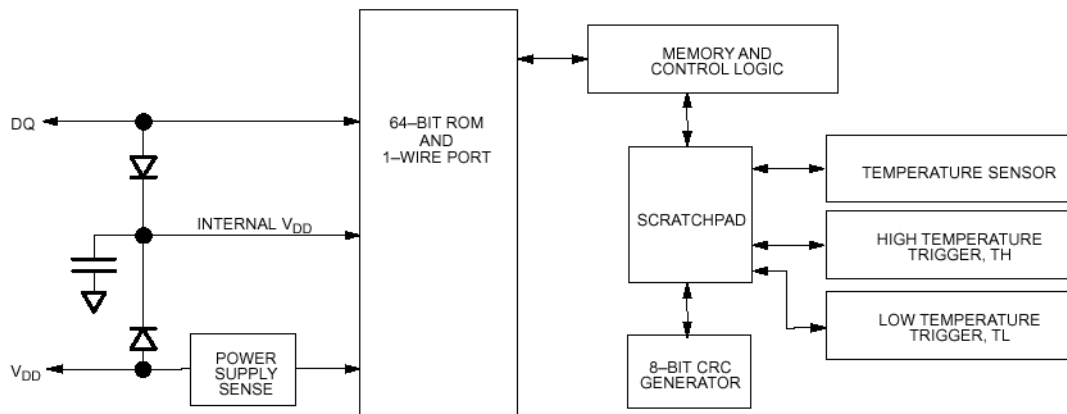 DQ
INTERNAL VDD
VDD
POWER
SUPPLY
SENSE
64–BIT ROM
AND
1–WIRE PORT
MEMORY AND
CONTROL LOGIC
SCRATCHPAD
8–BIT CRC
GENERATOR
TEMPERATURE SENSOR
HIGH TEMPERATURE
TRIGGER, TH
LOW TEMPERATURE
TRIGGER, TL